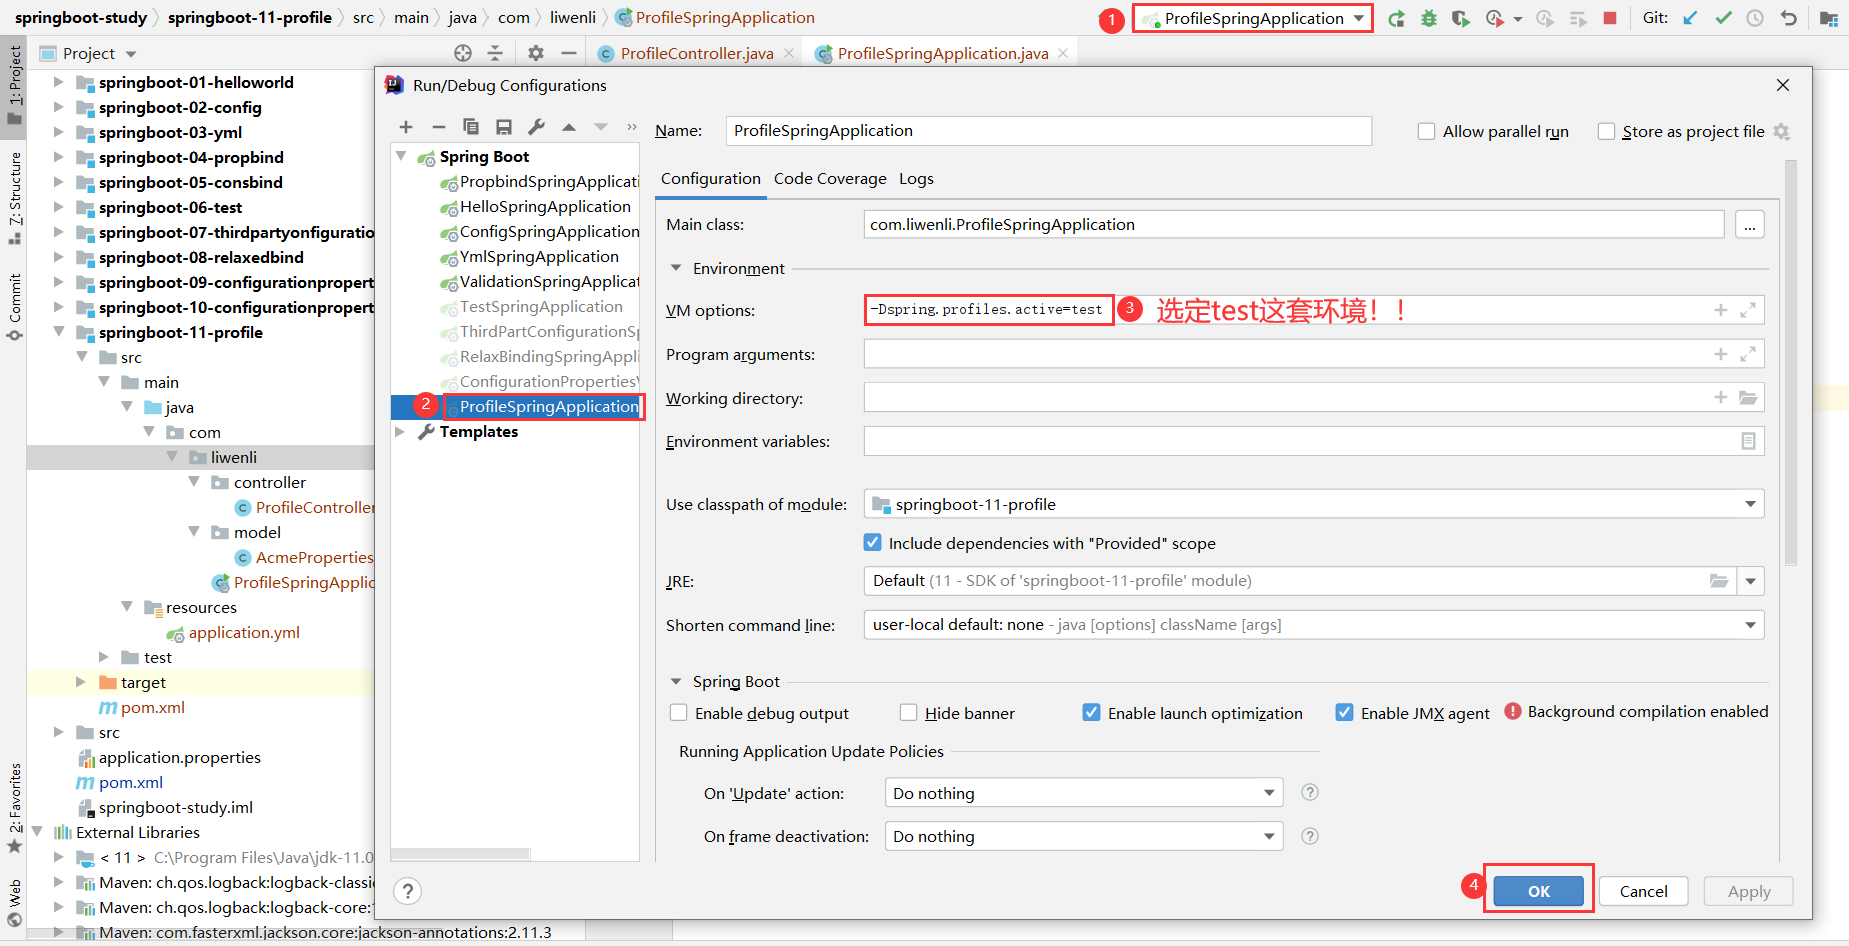 springboot-study springboot-11-profile src main java com liwenli ProfileSpringApplication
1 ProfileSpringApplication Git:
Project
ProfileController.java ProfileSpringApplication.java
1: Project
7: Structure
Commit
2: Favorites
Web
springboot-01-helloworld
springboot-02-config
springboot-03-yml
springboot-04-propbind
springboot-05-consbind
springboot-06-test
springboot-07-thirdpartyonfiguratio
springboot-08-relaxedbind
springboot-09-configurationpropert
springboot-10-configurationpropert
springboot-11-profile
src
main
java
com
liwenli
controller
ProfileController
model
AcmeProperties
ProfileSpringApplic
resources
application.yml
test
target
pom.xml
src
application.properties
pom.xml
springboot-study.iml
External Libraries
< 11 > C:\Program Files\Java\jdk-11.0
Maven: ch.qos.logback:logback-classi
Maven: ch.qos.logback:logback-core:
Maven: com.fasterxml.jackson.core:jackson-annotations:2.11.3
Run/Debug Configurations
Spring Boot
PropbindSpringApplicati
HelloSpringApplication
ConfigSpringApplication
YmlSpringApplication
ValidationSpringApplicat
TestSpringApplication
ThirdPartConfigurationSp
RelaxBindingSpringAppli
ConfigurationProperties
2 ProfileSpringApplication
Templates
Name: ProfileSpringApplication Allow parallel run Store as project file
Configuration Code Coverage Logs
Main class: com.liwenli.ProfileSpringApplication ...
Environment
VM options: -Dspring.profiles.active=test 3 选定test这套环境！！
Program arguments:
Working directory:
Environment variables:
Use classpath of module: springboot-11-profile
Include dependencies with "Provided" scope
JRE: Default (11 - SDK of 'springboot-11-profile' module)
Shorten command line: user-local default: none - java [options] className [args]
Spring Boot
Enable debug output Hide banner Enable launch optimization Enable JMX agent Background compilation enabled
Running Application Update Policies
On 'Update' action: Do nothing ?
On frame deactivation: Do nothing ?
? 4 OK Cancel Apply